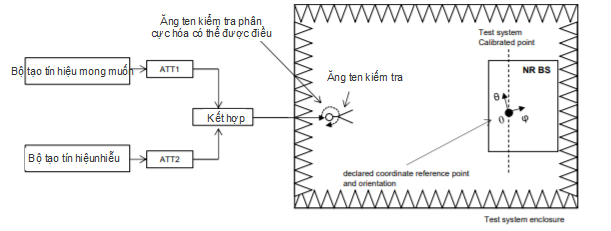 Ăng ten kiểm tra phân
cực hóa có thể được điều
Ăng ten kiểm tra
Bộ tạo tín hiệu mong muốn
ATT1
Kết hợp
Bộ tạo tín hiệunhiễu
ATT2
Test system
Calibrated point
NR BS
θ
0
φ
declared coordinate reference point
and orientation
Test system enclosure